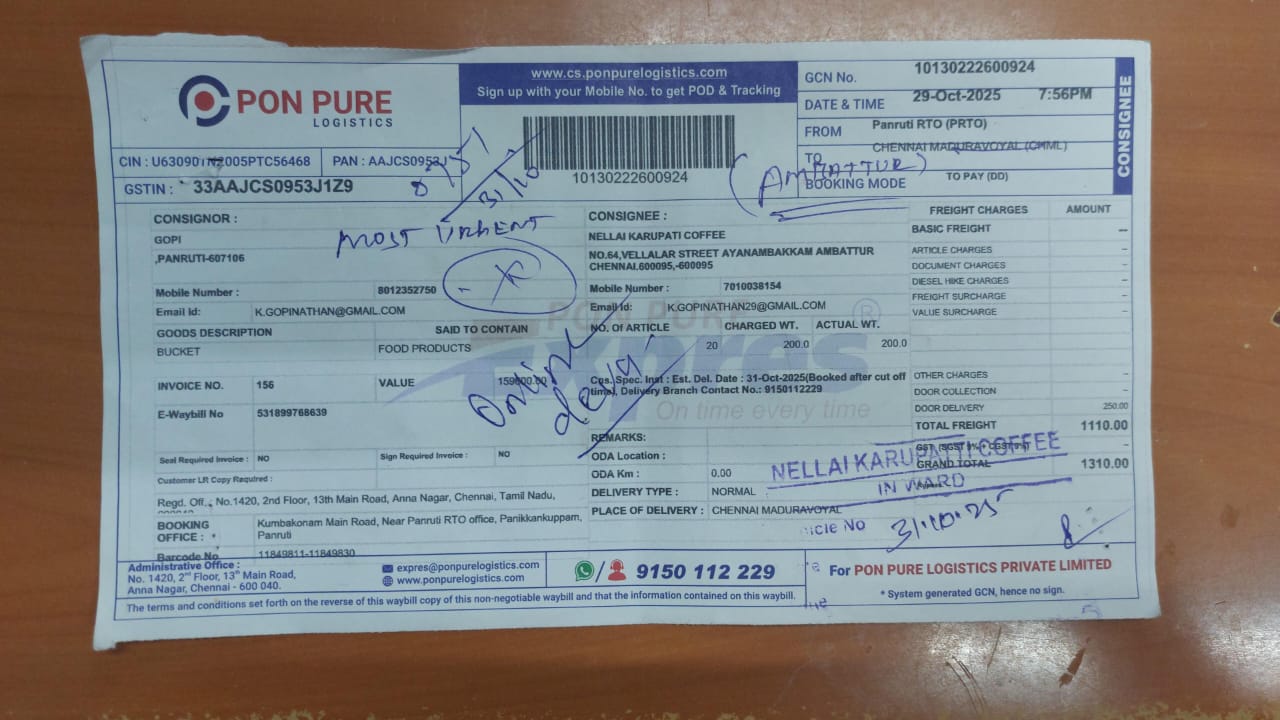 PON PURE
LOGISTICS
www.cs.ponpurelogistics.com
Sign up with your Mobile No. to get POD & Tracking
10130222600924
GCN No. 10130222600924
DATE & TIME 29-Oct-2025 7:56PM
FROM Panruti RTO (PRTO)
TO CHENNAI MADURAVOYAL (CHML)
BOOKING MODE TO PAY (DD)
CONSIGNEE
CIN : U63090TN2005PTC56468 PAN : AAJCS0953J
GSTIN : 33AAJCS0953J1Z9
31/10
MOST URGENT
CONSIGNOR :
GOPI
,PANRUTI-607106
Mobile Number : 8012352750
Email Id: K.GOPINATHAN@GMAIL.COM
CONSIGNEE :
NELLAI KARUPATI COFFEE
NO.64,VELLALAR STREET AYANAMBAKKAM AMBATTUR
CHENNAI.600095,-600095
Mobile Number : 7010038154
Email Id: K.GOPINATHAN29@GMAIL.COM
FREIGHT CHARGES AMOUNT
BASIC FREIGHT --
ARTICLE CHARGES –
DOCUMENT CHARGES –
DIESEL HIKE CHARGES –
FREIGHT SURCHARGE –
VALUE SURCHARGE –
GOODS DESCRIPTION SAID TO CONTAIN NO. Of ARTICLE CHARGED WT. ACTUAL WT.
BUCKET FOOD PRODUCTS 20 200.0 200.0
PON PURE
Expres
On time every time
INVOICE NO. 156 VALUE
E-Waybill No 531899768639
Cus. Spec. Inst : Est. Del. Date : 31-Oct-2025(Booked after cut off
time), Delivery Branch Contact No.: 9150112229
OTHER CHARGES –
DOOR COLLECTION –
DOOR DELIVERY 250.00
TOTAL FREIGHT 1110.00
GRAND TOTAL 1310.00
Seal Required Invoice : NO Sign Required Invoice : NO
Customer LR Copy Required :
REMARKS:
ODA Location :
ODA Km : 0.00
DELIVERY TYPE : NORMAL
PLACE OF DELIVERY : CHENNAI MADURAVOYAL
NELLAI KARUPATTI COFFEE
IN WARD
icle No 31.10.25
Regd. Off., No.1420, 2nd Floor, 13th Main Road, Anna Nagar, Chennai, Tamil Nadu,
BOOKING OFFICE : Kumbakonam Main Road, Near Panruti RTO office, Panikkankuppam,
Panruti
Barcode No 11849811-11849830
Administrative Office :
No. 1420, 2nd Floor, 13th Main Road,
Anna Nagar, Chennai - 600 040.
expres@ponpurelogistics.com
www.ponpurelogistics.com
9150 112 229
For PON PURE LOGISTICS PRIVATE LIMITED
* System generated GCN, hence no sign.
The terms and conditions set forth on the reverse of this waybill copy of this non-negotiable waybill and that the information contained on this waybill.